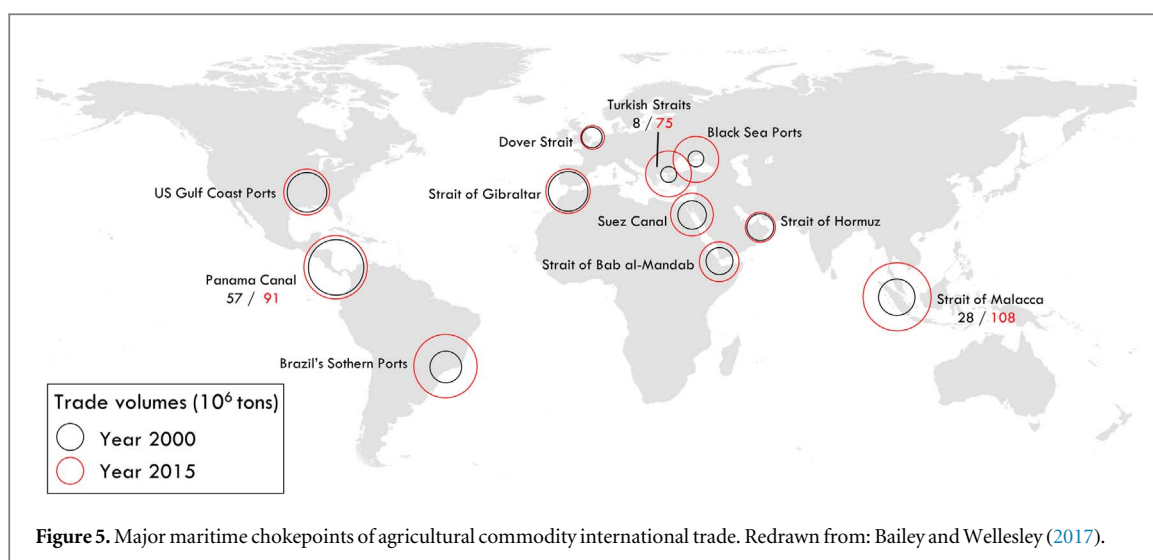 Turkish Straits
8 / 75
Black Sea Ports
Dover Strait
US Gulf Coast Ports
Strait of Gibraltar
Suez Canal
Strait of Hormuz
Strait of Bab al-Mandab
Panama Canal
57 / 91
Strait of Malacca
28 / 108
Brazil's Sothern Ports
Trade volumes (10⁶ tons)
Year 2000
Year 2015
Figure 5. Major maritime chokepoints of agricultural commodity international trade. Redrawn from: Bailey and Wellesley (2017).